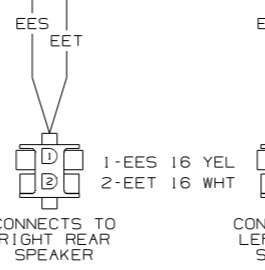 EES
EET
E
1
2
1-EES 16 YEL
2-EET 16 WHT
CONNECTS TO
RIGHT REAR
SPEAKER
CON
LEF
S